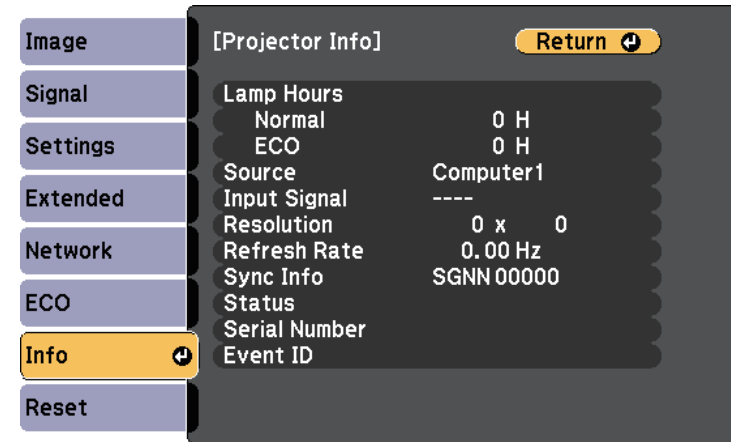 Image
Signal
Settings
Extended
Network
ECO
Info
Reset
[Projector Info]
Return
Lamp Hours
Normal 0 H
ECO 0 H
Source Computer1
Input Signal ----
Resolution 0 x 0
Refresh Rate 0.00 Hz
Sync Info SGNN 00000
Status
Serial Number
Event ID